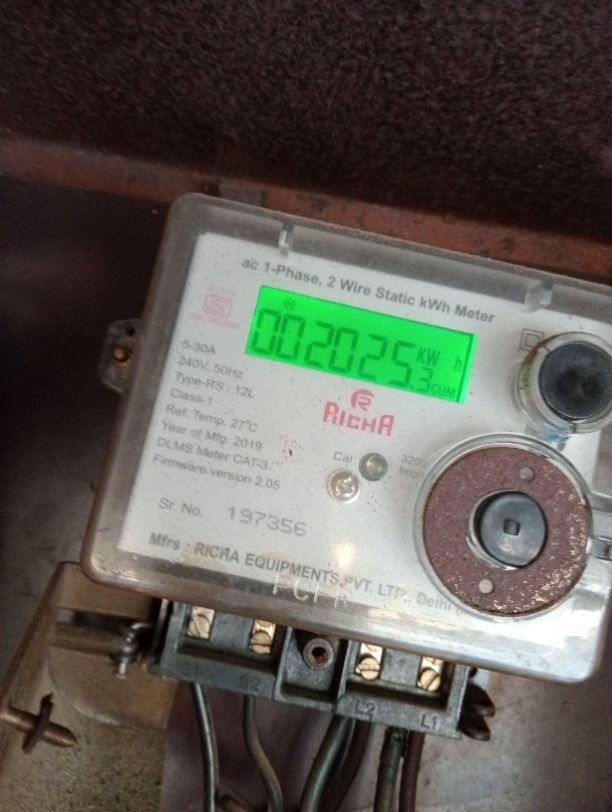 ac 1-Phase, 2 Wire Static kWh Meter
002025.3 KW h CUM
5-30A
240V, 50Hz
Type-RS : 12L
Class-1
Ref. Temp. 27°C
Year of Mfg. 2019
DLMS Meter CAT-3
Firmware version 2.05
RICHA
Cal
3200
Sr. No. 197356
Mfrs : RICHA EQUIPMENTS PVT. LTD., Delhi
S2
L2
L1